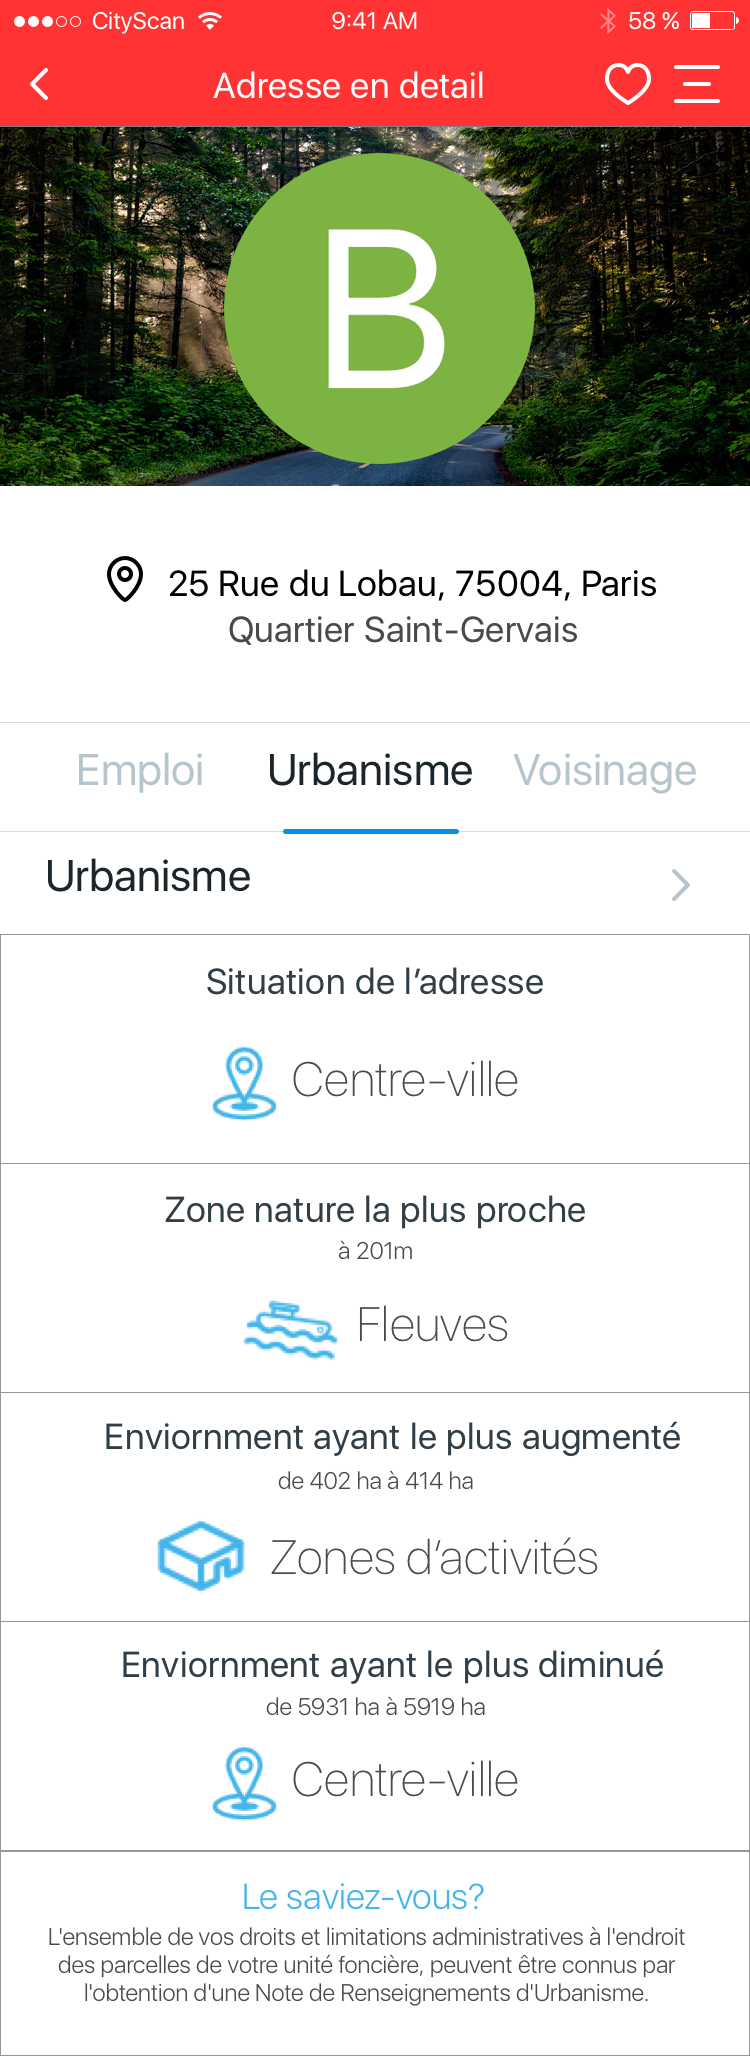 CityScan 9:41 AM 58 %
Adresse en detail
B
25 Rue du Lobau, 75004, Paris
Quartier Saint-Gervais
Emploi Urbanisme Voisinage
Urbanisme
Situation de l’adresse
Centre-ville
Zone nature la plus proche
à 201m
Fleuves
Enviornment ayant le plus augmenté
de 402 ha à 414 ha
Zones d’activités
Enviornment ayant le plus diminué
de 5931 ha à 5919 ha
Centre-ville
Le saviez-vous?
L'ensemble de vos droits et limitations administratives à l'endroit
des parcelles de votre unité foncière, peuvent être connus par
l'obtention d'une Note de Renseignements d'Urbanisme.